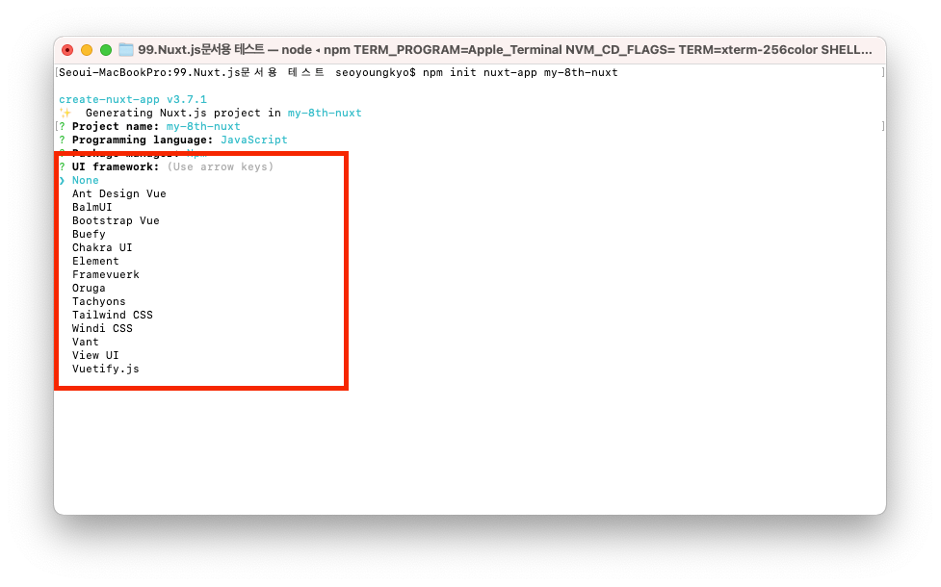 99.Nuxt.js문서용 테스트 — node ◂ npm TERM_PROGRAM=Apple_Terminal NVM_CD_FLAGS= TERM=xterm-256color SHELL...
[Seoui-MacBookPro:99.Nuxt.js문서용 테스트 seoyoungkyo$ npm init nuxt-app my-8th-nuxt ]
create-nuxt-app v3.7.1
✨ Generating Nuxt.js project in my-8th-nuxt
[? Project name: my-8th-nuxt ]
? Programming language: JavaScript
? Package manager: Npm
? UI framework: (Use arrow keys)
❯ None
Ant Design Vue
BalmUI
Bootstrap Vue
Buefy
Chakra UI
Element
Framevuerk
Oruga
Tachyons
Tailwind CSS
Windi CSS
Vant
View UI
Vuetify.js